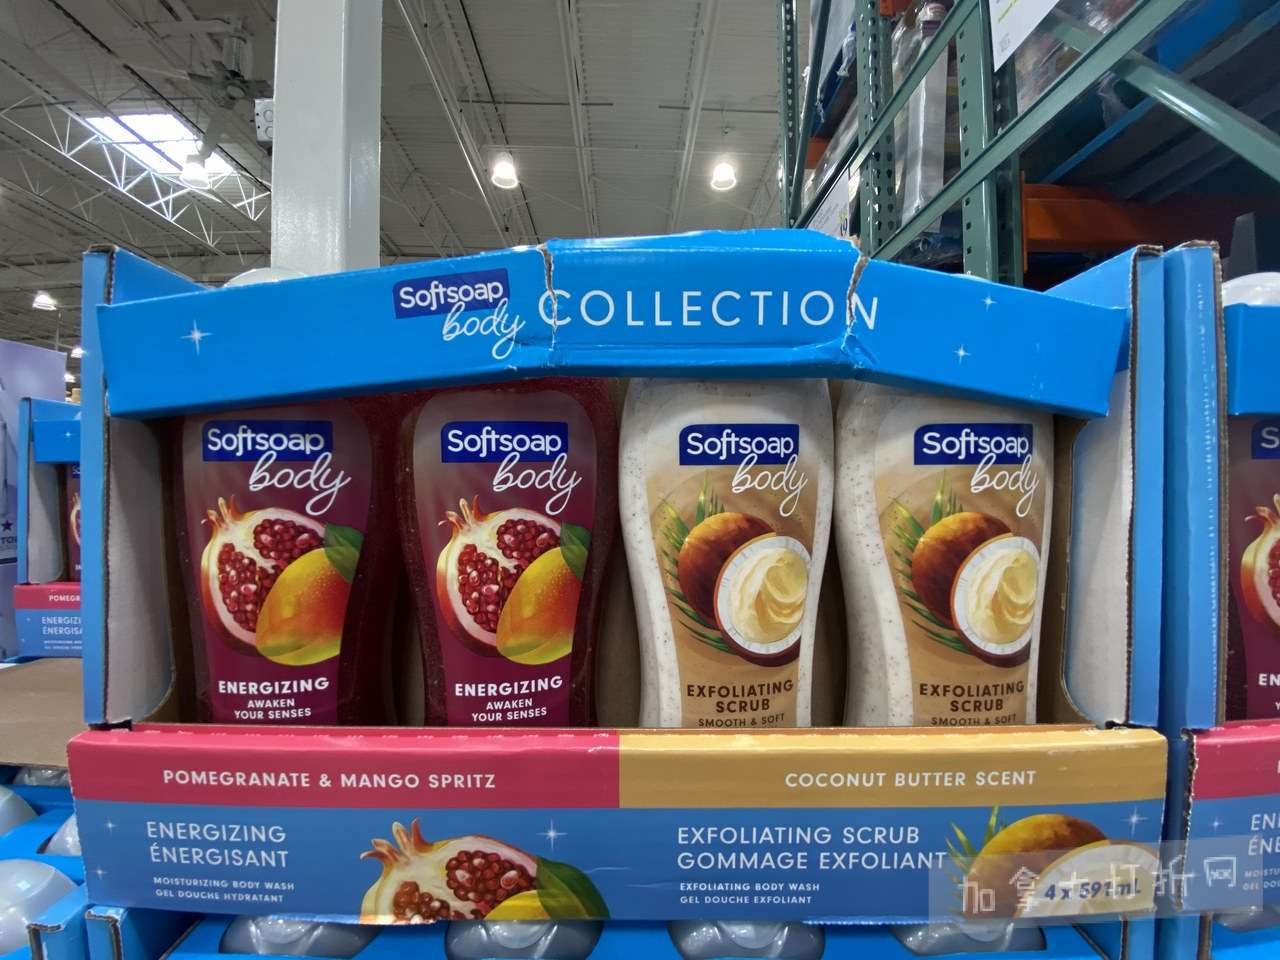 Softsoap
body
COLLECTION
Softsoap
body
ENERGIZING
AWAKEN
YOUR SENSES
Softsoap
body
ENERGIZING
AWAKEN
YOUR SENSES
Softsoap
body
EXFOLIATING
SCRUB
SMOOTH & SOFT
Softsoap
body
EXFOLIATING
SCRUB
SMOOTH & SOFT
POMEGRANATE & MANGO SPRITZ
COCONUT BUTTER SCENT
ENERGIZING
ÉNERGISANT
MOISTURIZING BODY WASH
GEL DOUCHE HYDRATANT
EXFOLIATING SCRUB
GOMMAGE EXFOLIANT
EXFOLIATING BODY WASH
GEL DOUCHE EXFOLIANT
4 x 591 mL
加拿大打折网